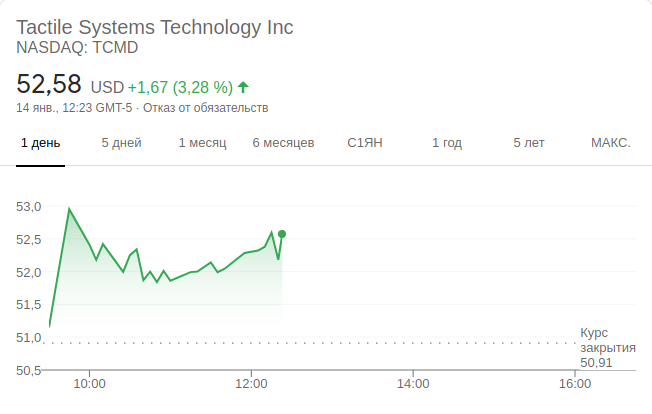 Tactile Systems Technology Inc
NASDAQ: TCMD
52,58 USD +1,67 (3,28 %)
14 янв., 12:23 GMT-5 · Отказ от обязательств
1 день 5 дней 1 месяц 6 месяцев С1ЯН 1 год 5 лет МАКС.
53,0
52,5
52,0
51,5
51,0
50,5
Курс
закрытия
50,91
10:00 12:00 14:00 16:00